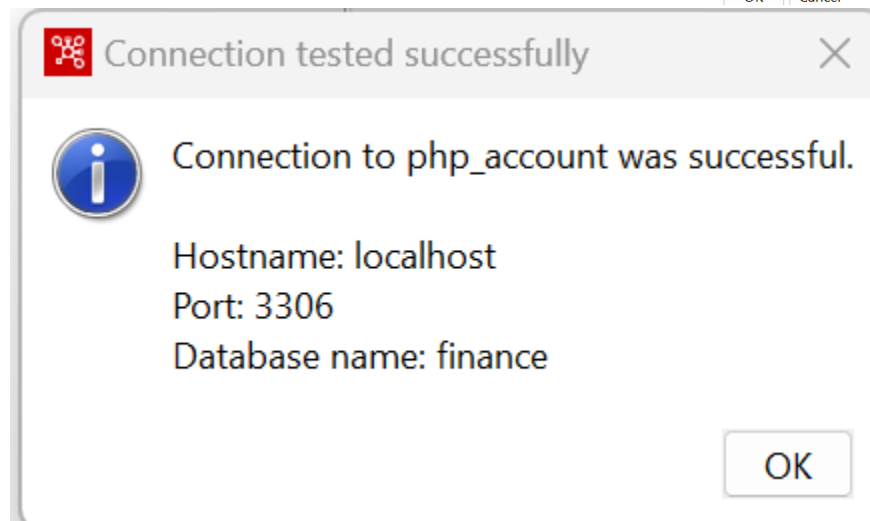 Connection tested successfully
Connection to php_account was successful.
Hostname: localhost
Port: 3306
Database name: finance
OK